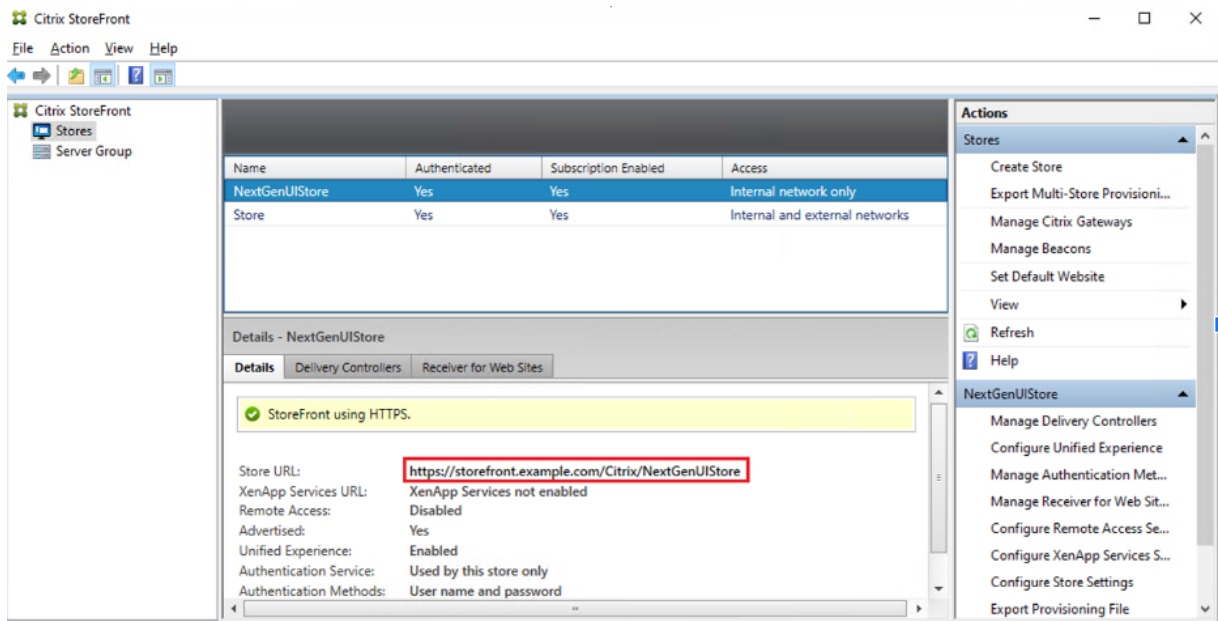 Citrix StoreFront
File Action View Help
Citrix StoreFront
Stores
Server Group
Name Authenticated Subscription Enabled Access
NextGenUIStore Yes Yes Internal network only
Store Yes Yes Internal and external networks
Details - NextGenUIStore
Details Delivery Controllers Receiver for Web Sites
StoreFront using HTTPS.
Store URL: https://storefront.example.com/Citrix/NextGenUIStore
XenApp Services URL: XenApp Services not enabled
Remote Access: Disabled
Advertised: Yes
Unified Experience: Enabled
Authentication Service: Used by this store only
Authentication Methods: User name and password
Actions
Stores
Create Store
Export Multi-Store Provisioni...
Manage Citrix Gateways
Manage Beacons
Set Default Website
View
Refresh
Help
NextGenUIStore
Manage Delivery Controllers
Configure Unified Experience
Manage Authentication Met...
Manage Receiver for Web Sit...
Configure Remote Access Se...
Configure XenApp Services S...
Configure Store Settings
Export Provisioning File